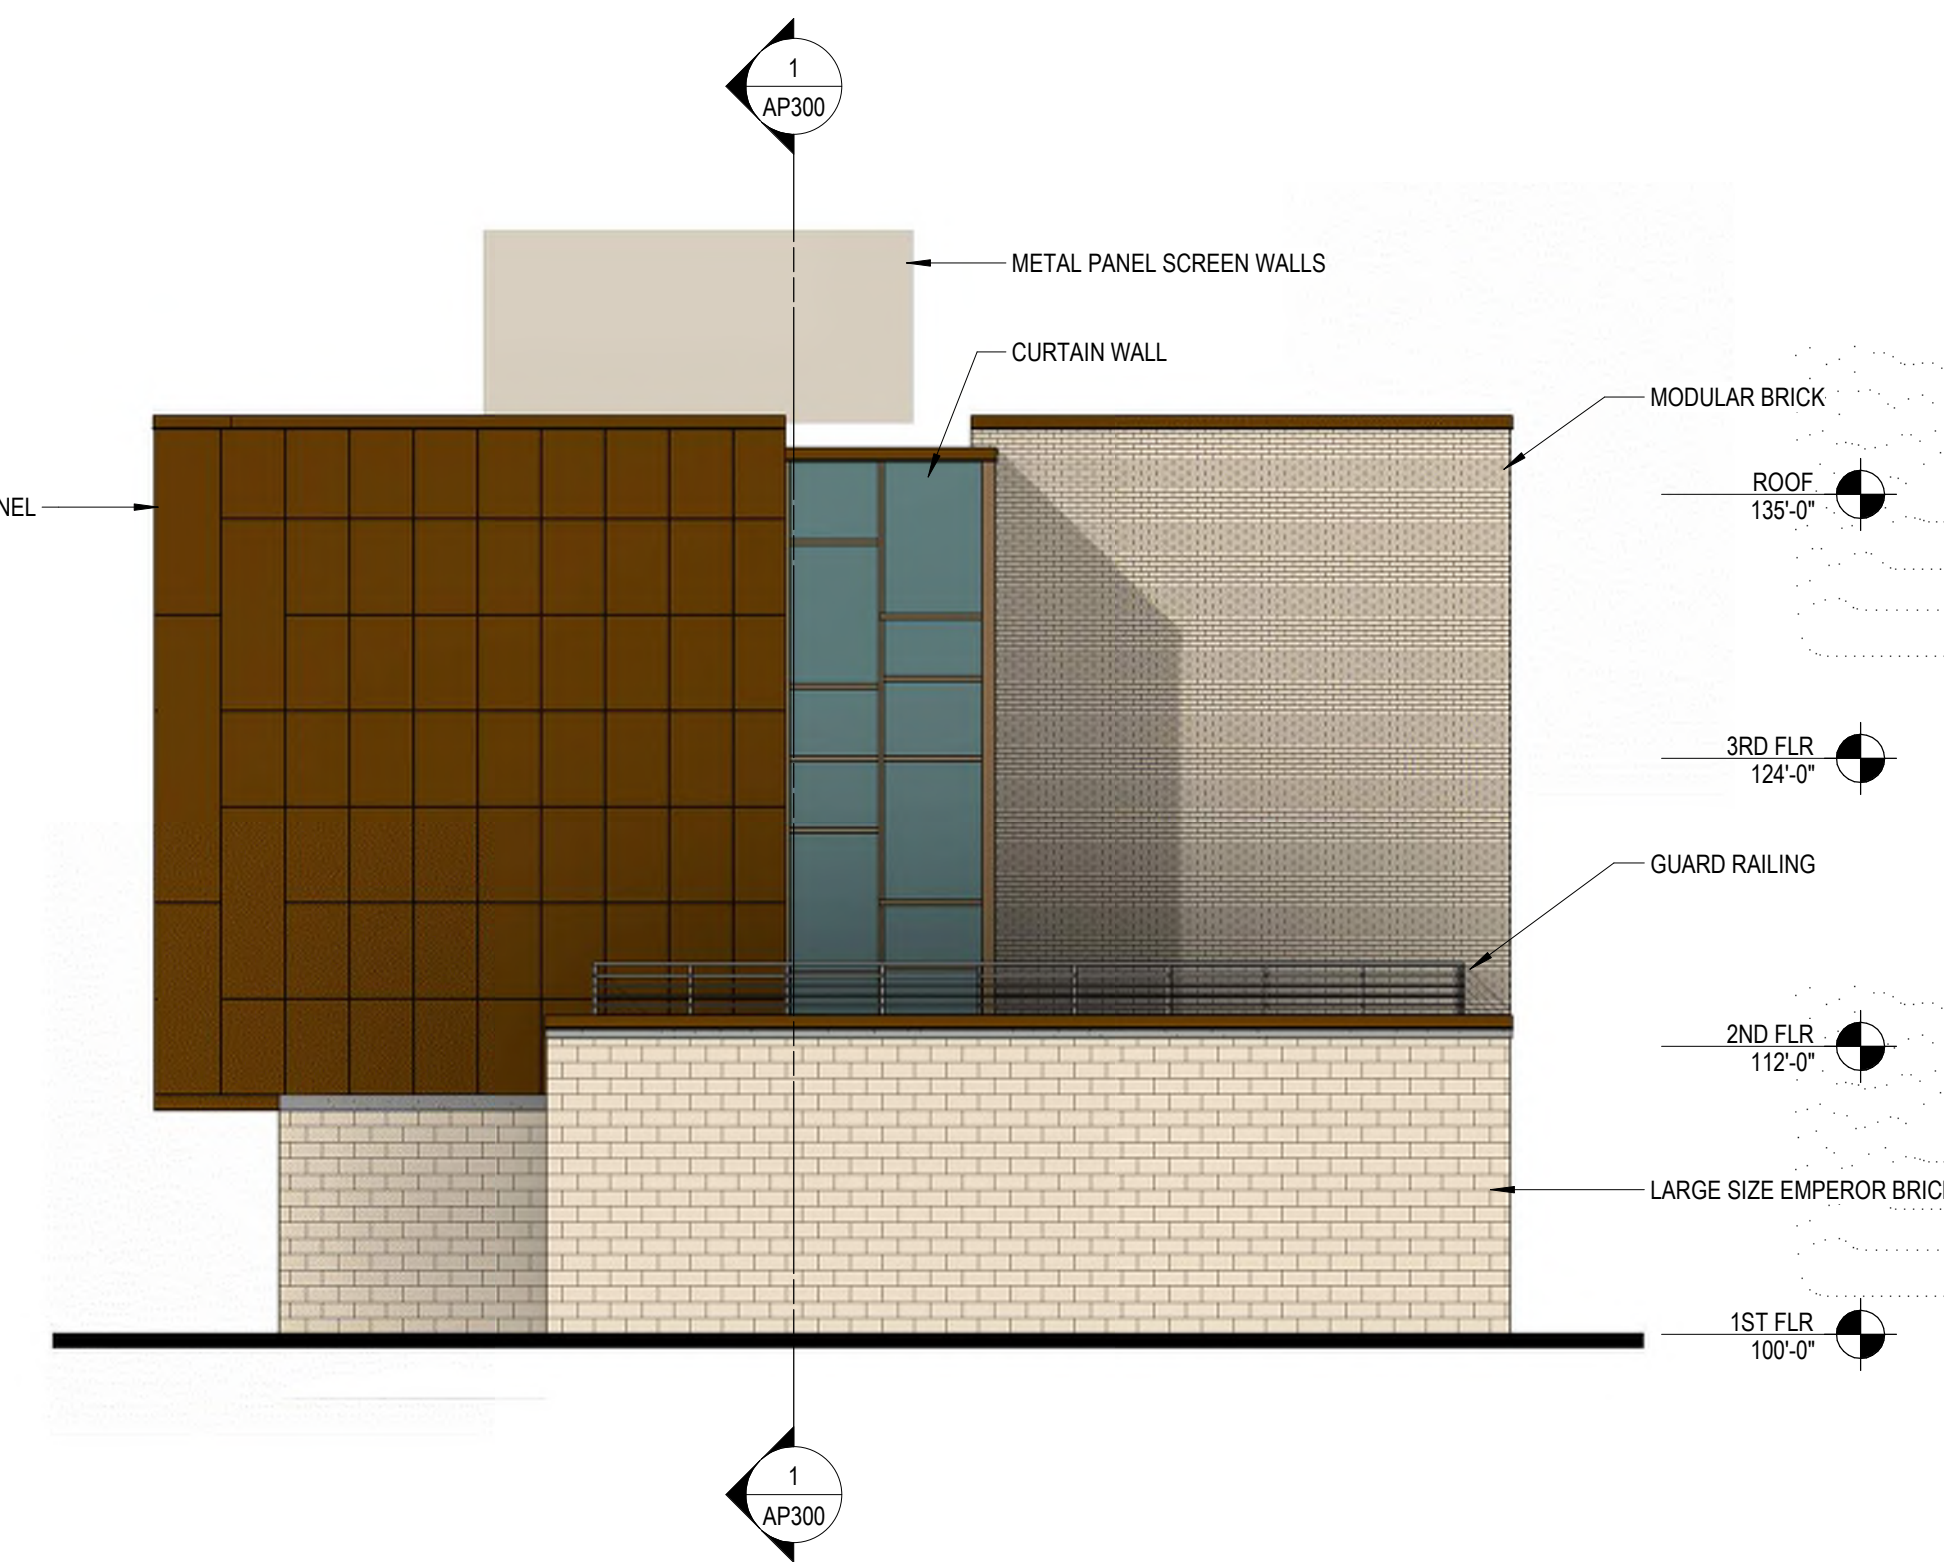 1
AP300
METAL PANEL SCREEN WALLS
CURTAIN WALL
MODULAR BRICK
ROOF
135'-0"
NEL
3RD FLR
124'-0"
GUARD RAILING
2ND FLR
112'-0"
LARGE SIZE EMPEROR BRICK
1ST FLR
100'-0"
1
AP300